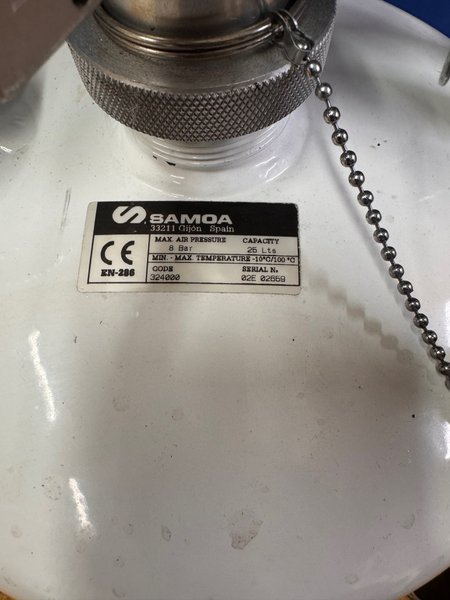 SAMOA
33211 Gijón Spain
MAX. AIR PRESSURE CAPACITY
8 Bar 25 Lts
MIN. - MAX. TEMPERATURE -10°C/100 °C
CODE SERIAL N.
324000 02E 02659
CE
EN-286